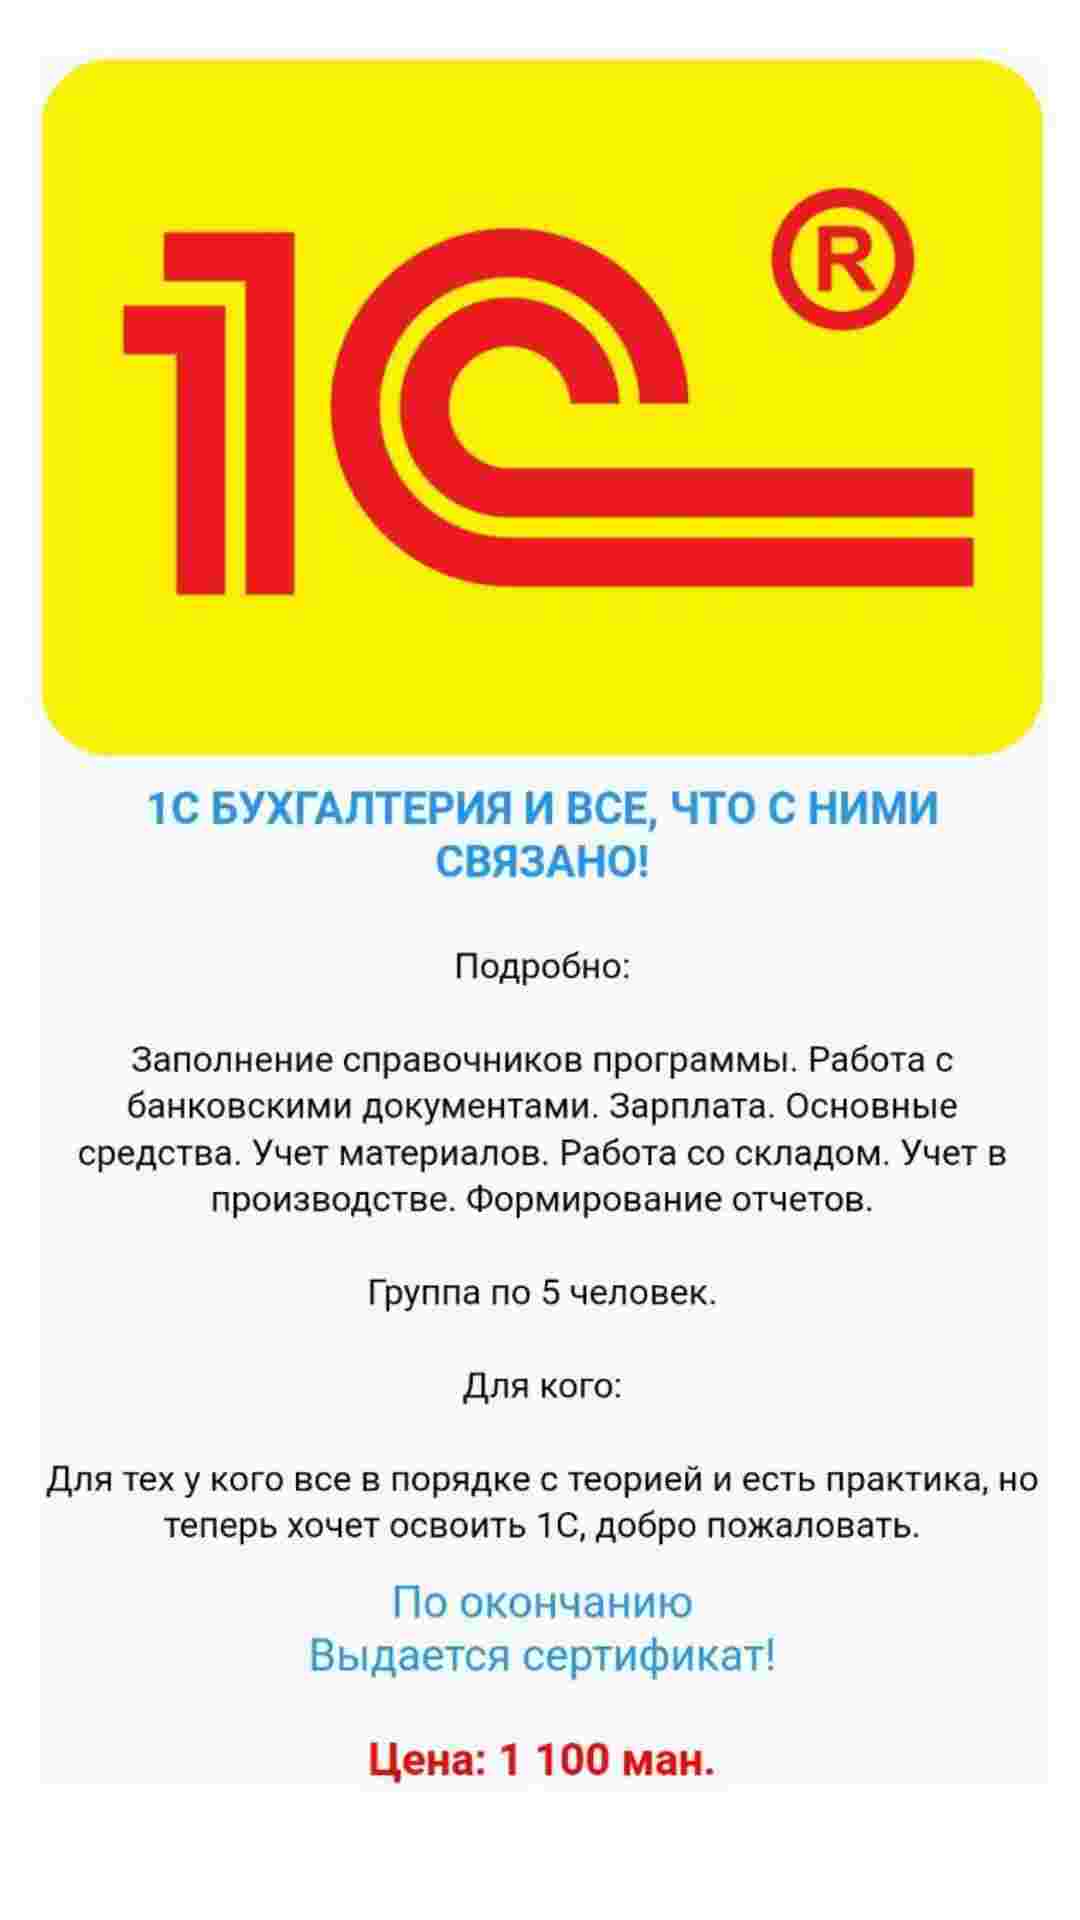 1С ®
1С БУХГАЛТЕРИЯ И ВСЕ, ЧТО С НИМИ
СВЯЗАНО!
Подробно:
Заполнение справочников программы. Работа с
банковскими документами. Зарплата. Основные
средства. Учет материалов. Работа со складом. Учет в
производстве. Формирование отчетов.
Группа по 5 человек.
Для кого:
Для тех у кого все в порядке с теорией и есть практика, но
теперь хочет освоить 1С, добро пожаловать.
По окончанию
Выдается сертификат!
Цена: 1 100 ман.